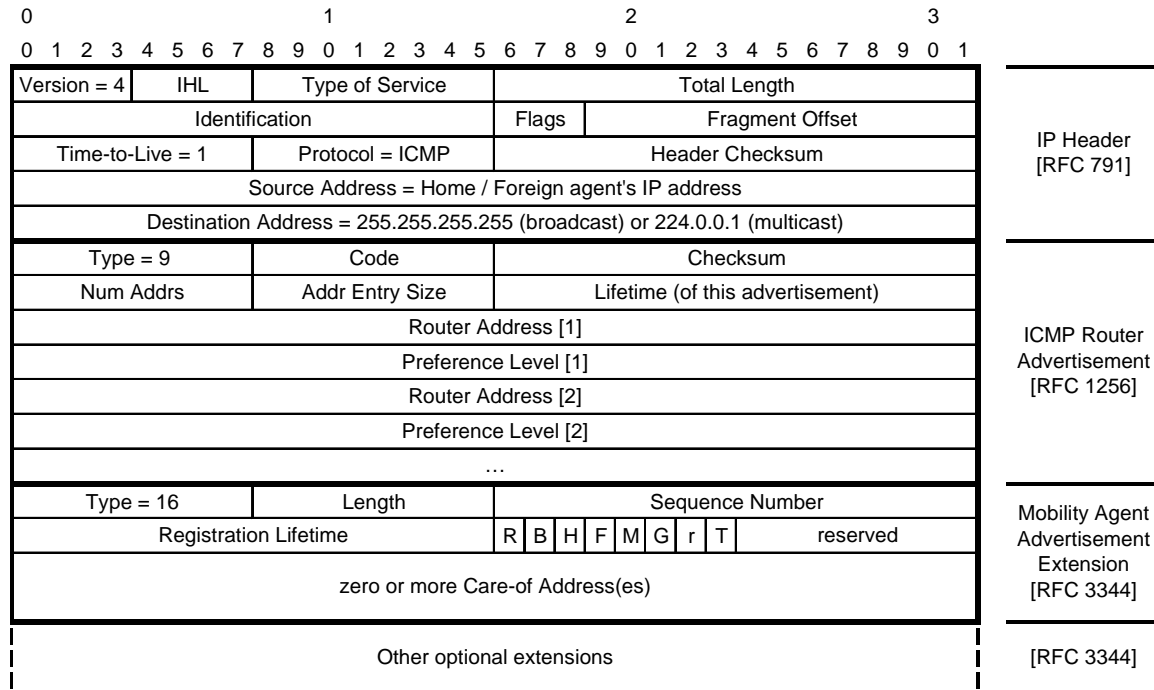 0 1 2 3
0 1 2 3 4 5 6 7 8 9 0 1 2 3 4 5 6 7 8 9 0 1 2 3 4 5 6 7 8 9 0 1
Version = 4 IHL Type of Service Total Length
Identification Flags Fragment Offset
Time-to-Live = 1 Protocol = ICMP Header Checksum
Source Address = Home / Foreign agent's IP address
Destination Address = 255.255.255.255 (broadcast) or 224.0.0.1 (multicast)
IP Header
[RFC 791]
Type = 9 Code Checksum
Num Addrs Addr Entry Size Lifetime (of this advertisement)
Router Address [1]
Preference Level [1]
Router Address [2]
Preference Level [2]
…
ICMP Router
Advertisement
[RFC 1256]
Type = 16 Length Sequence Number
Registration Lifetime R B H F M G r T reserved
zero or more Care-of Address(es)
Mobility Agent
Advertisement
Extension
[RFC 3344]
Other optional extensions
[RFC 3344]